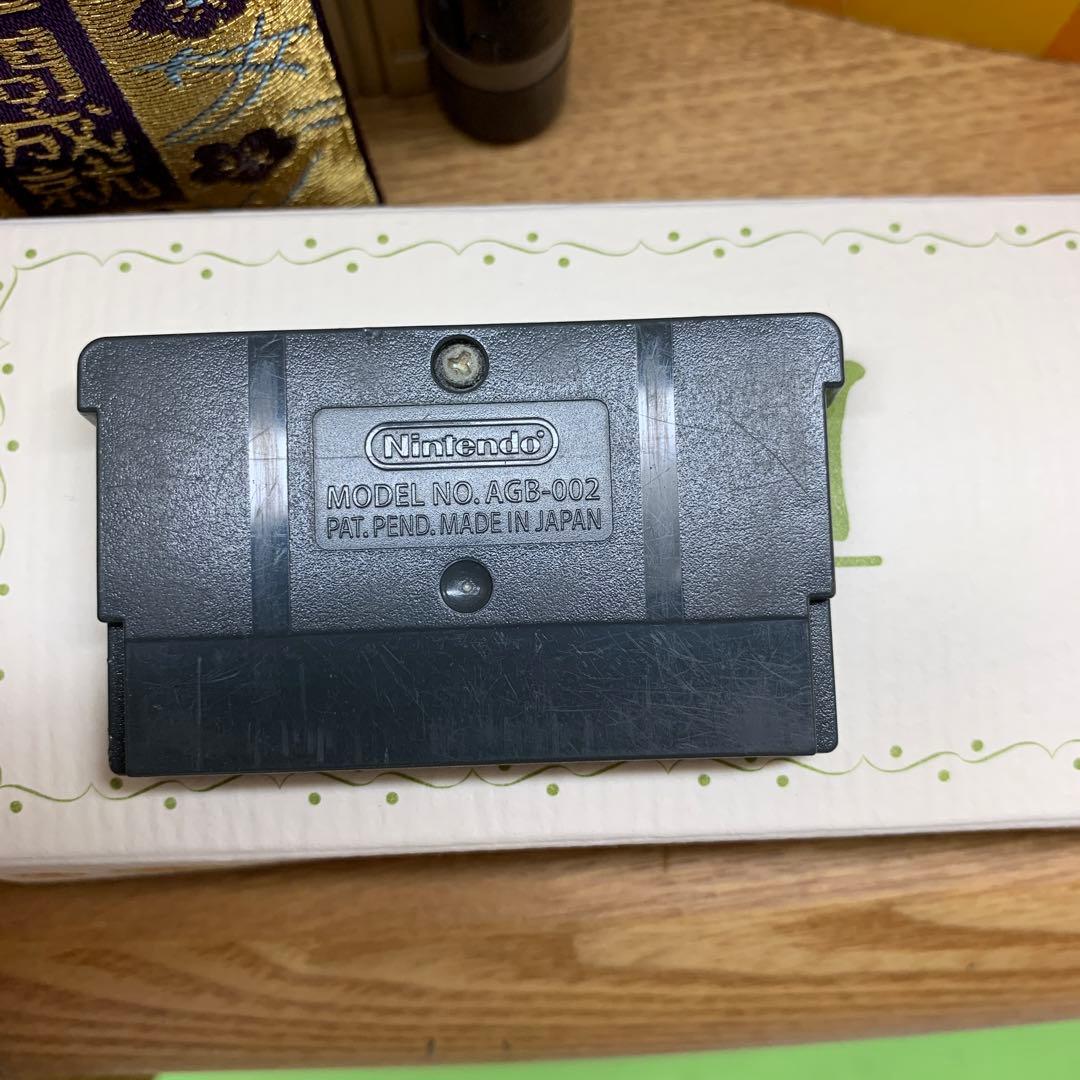 Nintendo®
MODEL NO. AGB-002
PAT. PEND. MADE IN JAPAN